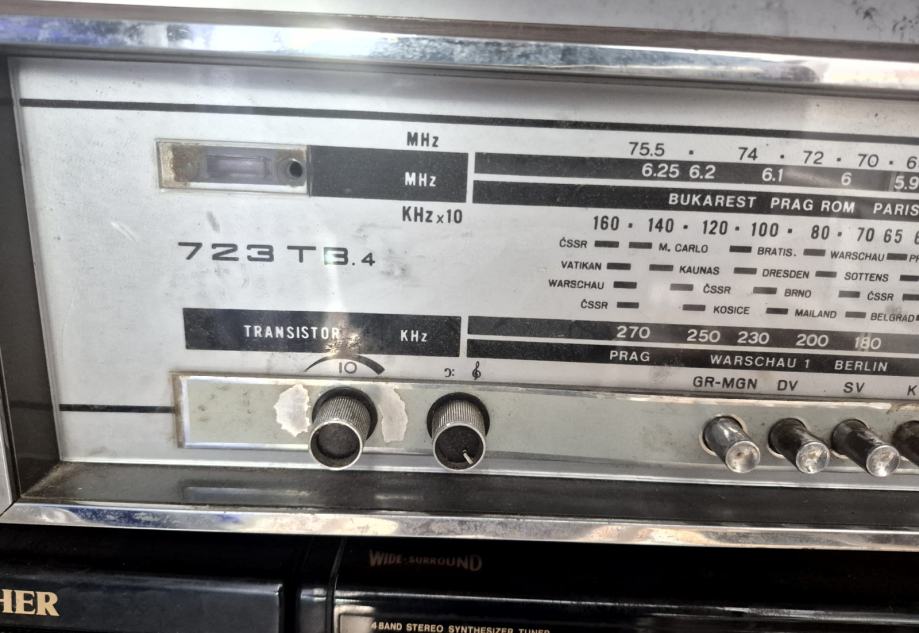 MHz 75.5 74 72 70
MHz 6.25 6.2 6.1 6 5.9
BUKAREST PRAG ROM PARIS
KHz x10 160 140 120 100 80 70 65
ČSSR M. CARLO BRATIS. WARSCHAU
723 TB.4
VATIKAN KAUNAS DRESDEN SOTTENS
WARSCHAU ČSSR BRNO ČSSR
ČSSR KOSICE MAILAND BELGRAD
TRANSISTOR KHz 270 250 230 200 180
PRAG WARSCHAU 1 BERLIN
10
GR-MGN DV SV K
WIDE-SURROUND
HER
4 BAND STEREO SYNTHESIZER TUNER